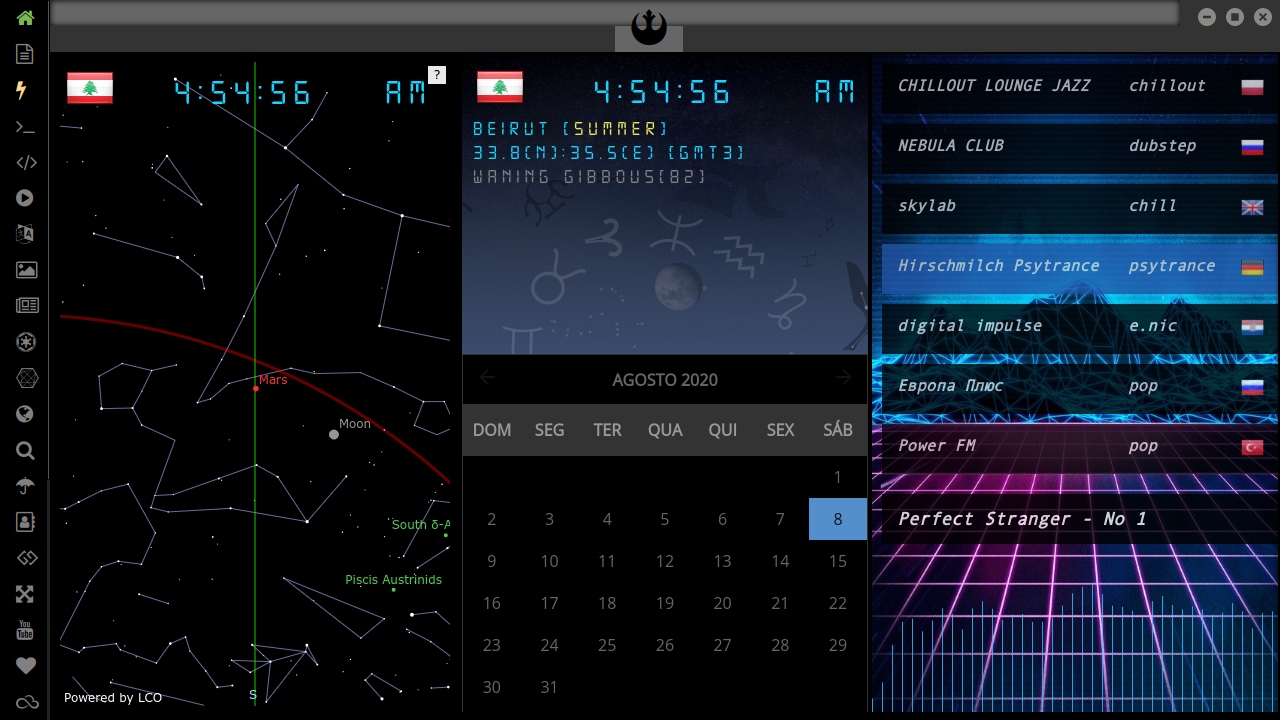 You
Tube
4:54:56 AM
?
Mars
Moon
South δ-A
Piscis Austrinids
S
Powered by LCO
4:54:56 AM
BEIRUT (SUMMER)
33.8(N):35.5(E) (GMT3)
WANING GIBBOUS(82)
AGOSTO 2020
DOM SEG TER QUA QUI SEX SÁB
1
2 3 4 5 6 7 8
9 10 11 12 13 14 15
16 17 18 19 20 21 22
23 24 25 26 27 28 29
30 31
CHILLOUT LOUNGE JAZZ chillout
NEBULA CLUB dubstep
skylab chill
Hirschmilch Psytrance psytrance
digital impulse e.nic
Европа Плюс pop
Power FM pop
Perfect Stranger - No 1